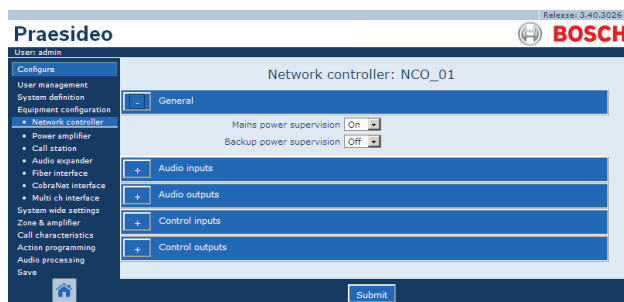 Release: 3.40.3026
Praesideo
BOSCH
User: admin
Configure
User management
System definition
Equipment configuration
• Network controller
• Power amplifier
• Call station
• Audio expander
• Fiber interface
• CobraNet interface
• Multi ch interface
System wide settings
Zone & amplifier
Call characteristics
Action programming
Audio processing
Save
Network controller: NCO_01
- General
Mains power supervision On
Backup power supervision Off
+ Audio inputs
+ Audio outputs
+ Control inputs
+ Control outputs
Submit